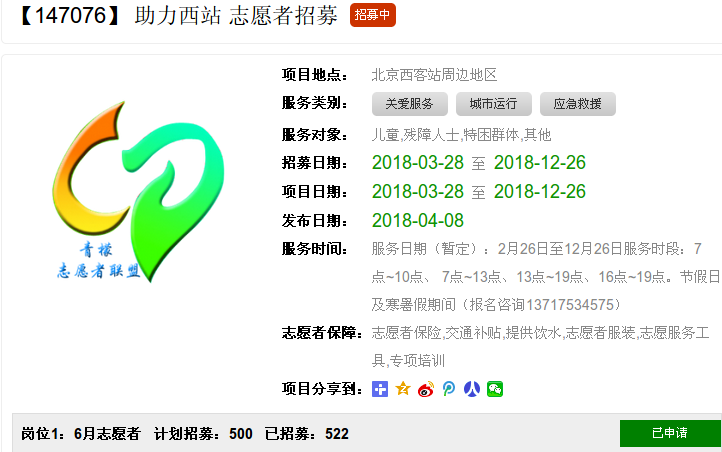 【147076】 助力西站 志愿者招募 招募中
项目地点： 北京西客站周边地区
服务类别： 关爱服务 城市运行 应急救援
服务对象： 儿童,残障人士,特困群体,其他
招募日期： 2018-03-28 至 2018-12-26
项目日期： 2018-03-28 至 2018-12-26
发布日期： 2018-04-08
服务时间： 服务日期（暂定）：2月26日至12月26日服务时段：7
点~10点、 7点~13点、13点~19点、16点~19点。节假日
及寒暑假期间（报名咨询13717534575）
志愿者保障： 志愿者保险,交通补贴,提供饮水,志愿者服装,志愿服务工
具,专项培训
项目分享到：
青檬
志愿者联盟
岗位1：6月志愿者 计划招募：500 已招募：522 已申请